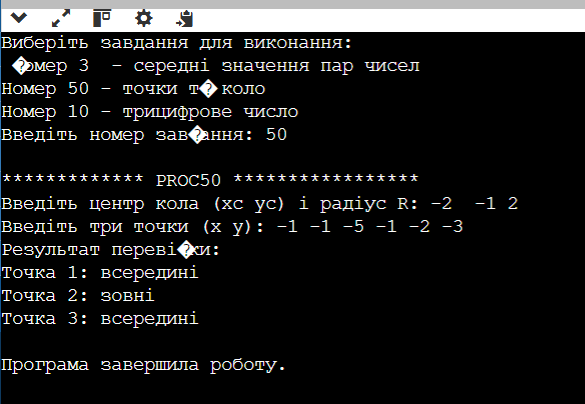 Виберіть завдання для виконання:
�омер 3 - середні значення пар чисел
Номер 50 - точки т� коло
Номер 10 - трицифрове число
Введіть номер зав�ання: 50
************* PROC50 *****************
Введіть центр кола (xc yc) і радіус R: -2 -1 2
Введіть три точки (x y): -1 -1 -5 -1 -2 -3
Результат переві�ки:
Точка 1: всередині
Точка 2: зовні
Точка 3: всередині
Програма завершила роботу.